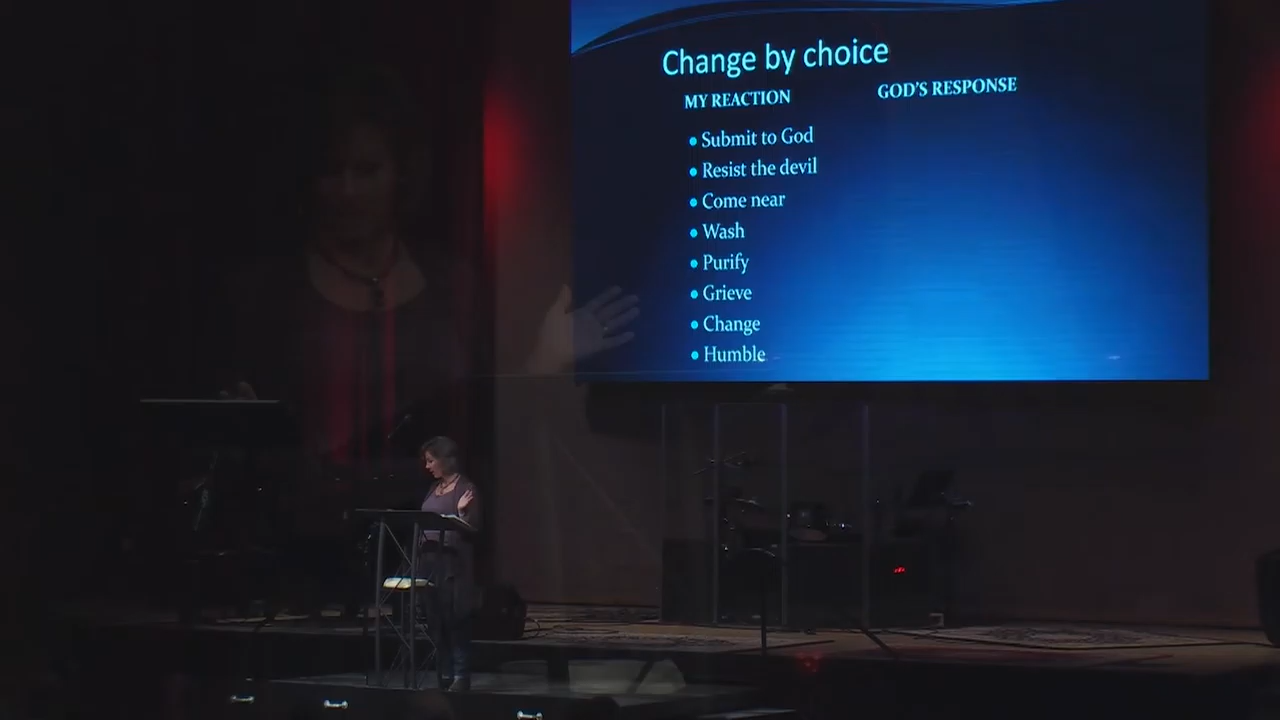 Change by choice
MY REACTION
GOD'S RESPONSE
• Submit to God
• Resist the devil
• Come near
• Wash
• Purify
• Grieve
• Change
• Humble